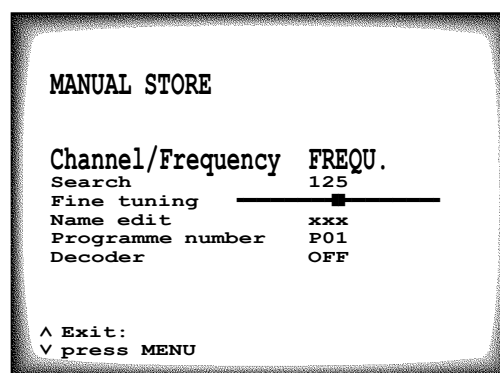 MANUAL STORE
Channel/Frequency FREQU.
Search 125
Fine tuning
Name edit xxx
Programme number P01
Decoder OFF
^ Exit:
v press MENU